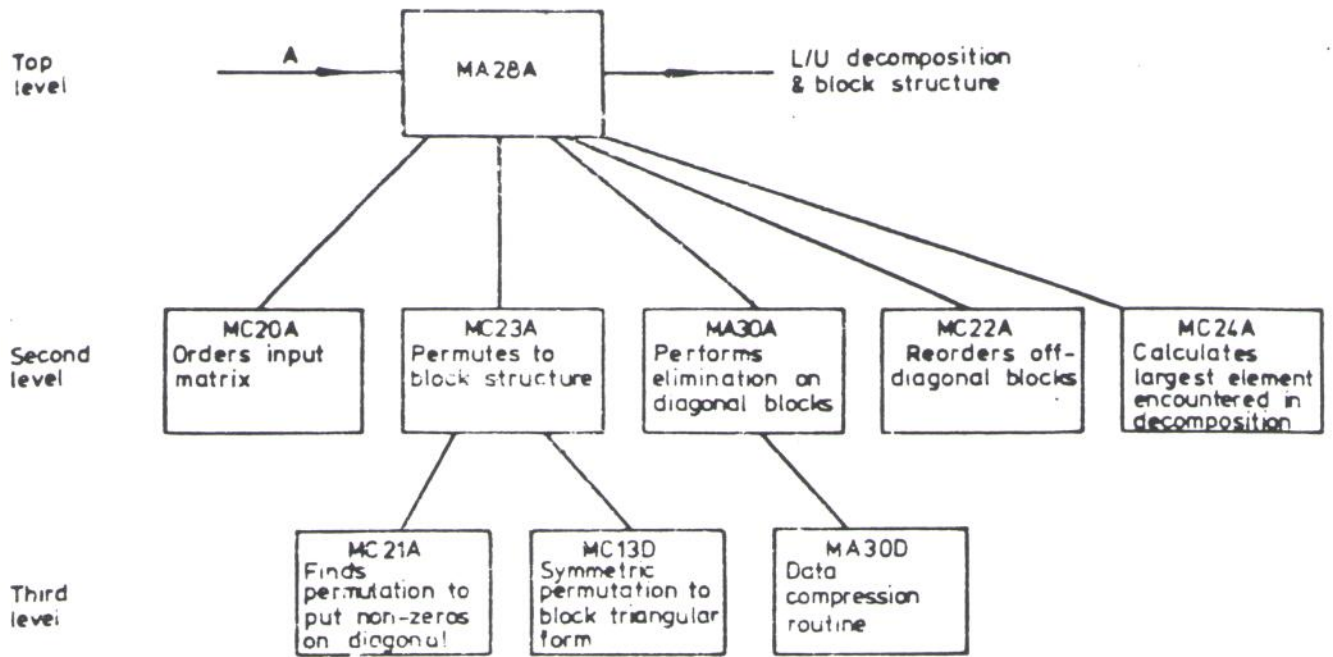 Top
level
A
MA28A
L/U decomposition
& block structure
Second
level
MC20A
Orders input
matrix
MC23A
Permutes to
block structure
MA30A
Performs
elimination on
diagonal blocks
MC22A
Reorders off-
diagonal blocks
MC24A
Calculates
largest element
encountered in
decomposition
Third
level
MC21A
Finds
permutation to
put non-zeros
on diagonal
MC13D
Symmetric
permutation to
block triangular
form
MA30D
Data
compression
routine